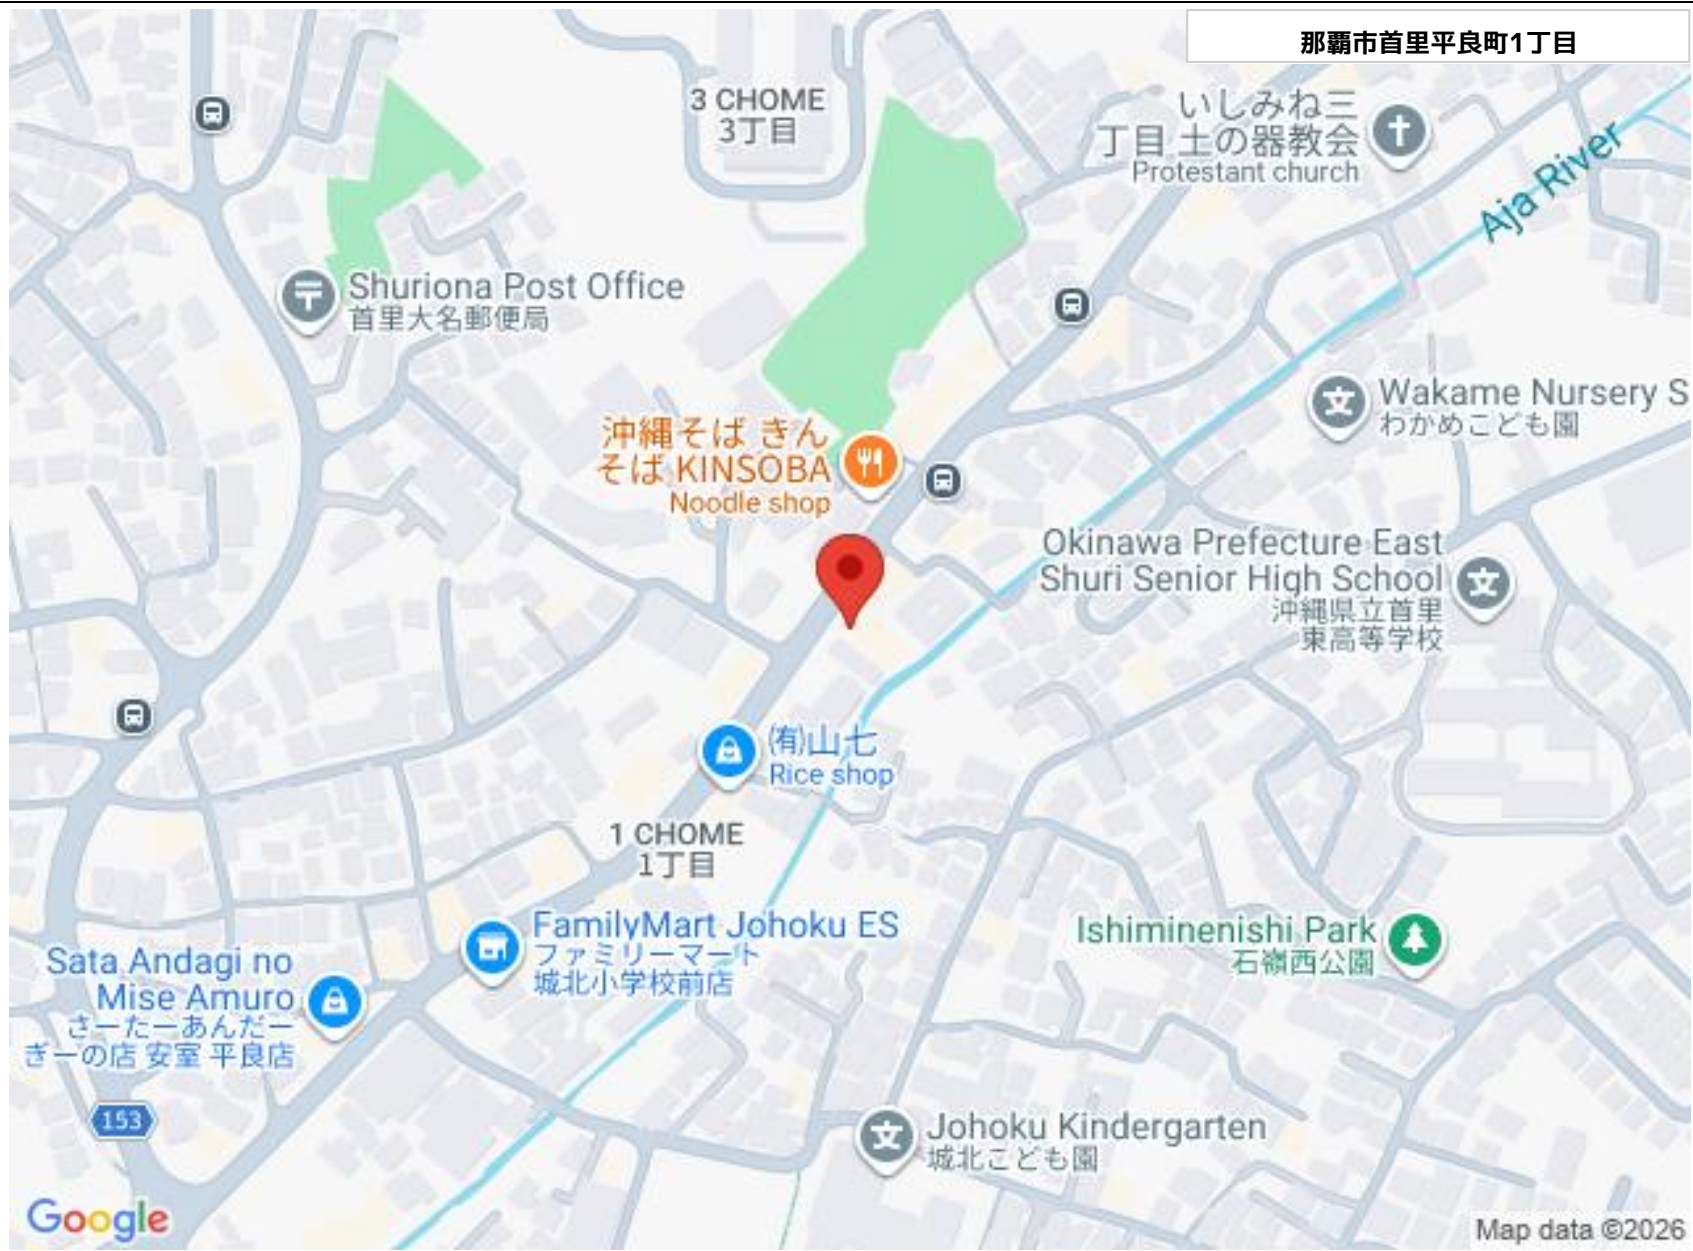 那覇市首里平良町1丁目
3 CHOME
3丁目
いしみね三
丁目 土の器教会
Protestant church
Aja River
Shuriona Post Office
首里大名郵便局
Wakame Nursery S
わかめこども園
沖縄そば きん
そば KINSOBA
Noodle shop
Okinawa Prefecture East
Shuri Senior High School
沖縄県立首里
東高等学校
㈲山七
Rice shop
1 CHOME
1丁目
FamilyMart Johoku ES
ファミリーマート
城北小学校前店
Ishiminenishi Park
石嶺西公園
Sata Andagi no
Mise Amuro
さーたーあんだー
ぎーの店 安室 平良店
153
Johoku Kindergarten
城北こども園
Google
Map data ©2026